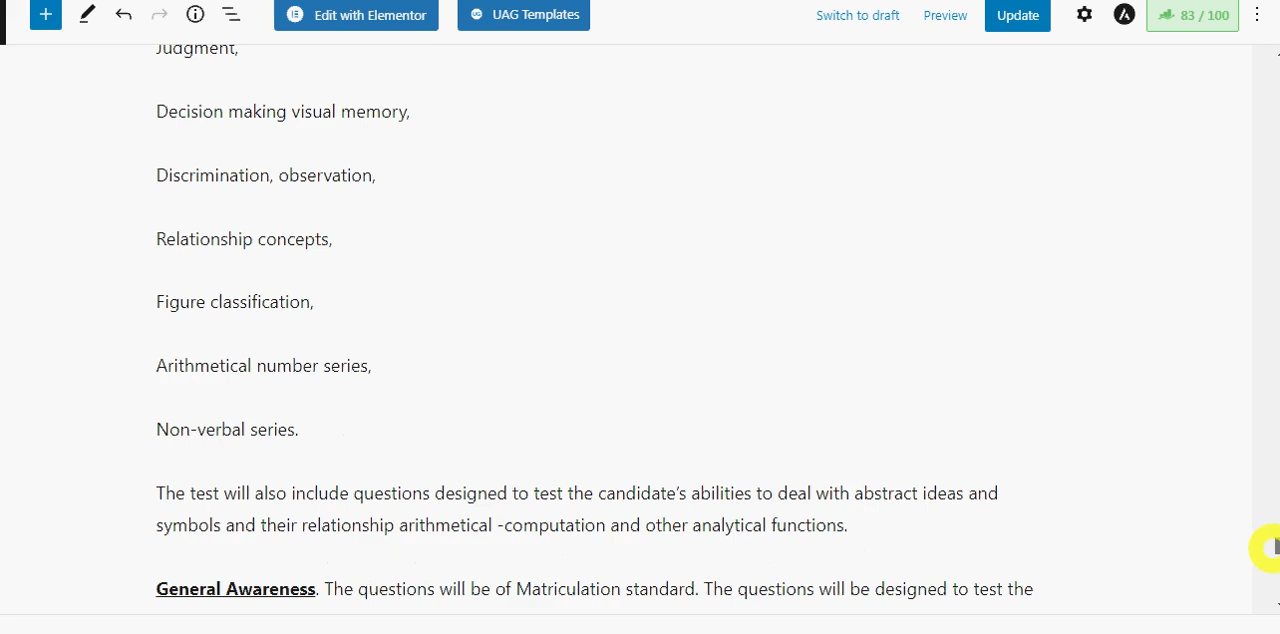 Edit with Elementor
UAG Templates
Switch to draft
Preview
Update
83 / 100
Judgment,
Decision making visual memory,
Discrimination, observation,
Relationship concepts,
Figure classification,
Arithmetical number series,
Non-verbal series.
The test will also include questions designed to test the candidate’s abilities to deal with abstract ideas and
symbols and their relationship arithmetical -computation and other analytical functions.
General Awareness. The questions will be of Matriculation standard. The questions will be designed to test the